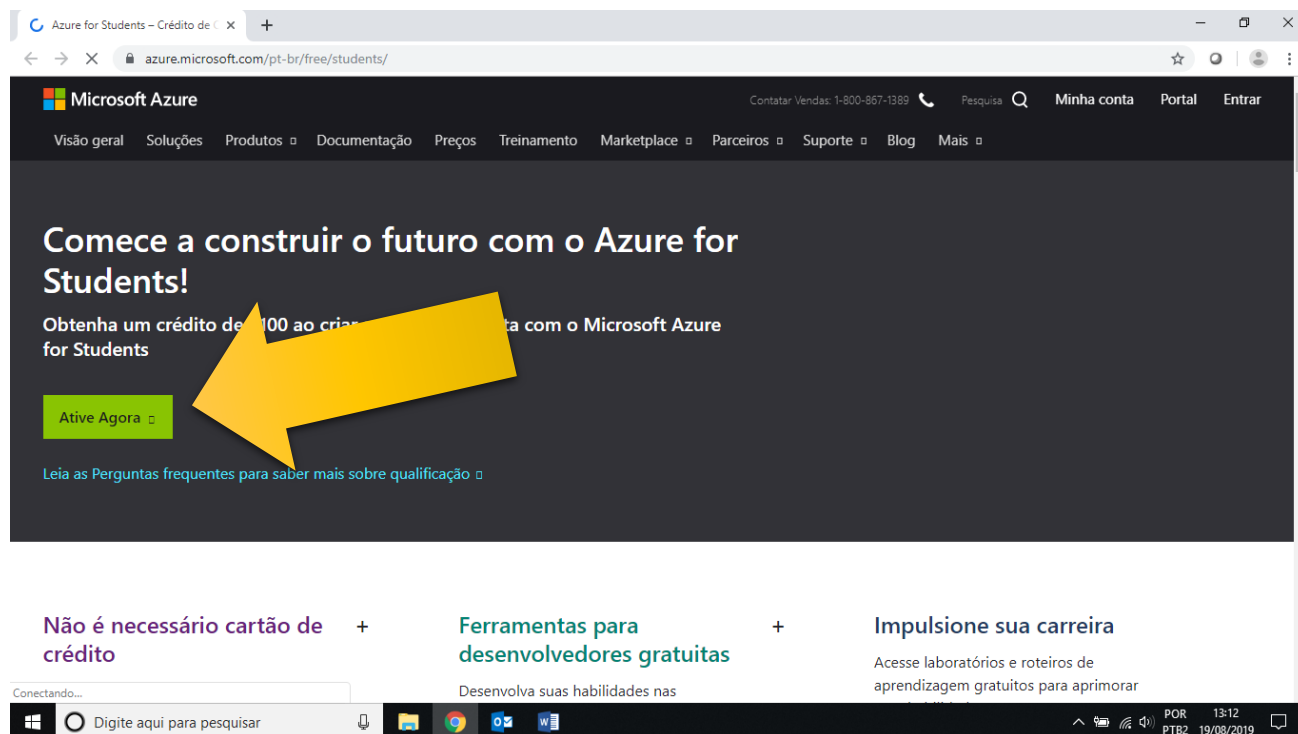 Azure for Students – Crédito de
azure.microsoft.com/pt-br/free/students/
Microsoft Azure
Contatar Vendas: 1-800-867-1389
Pesquisa
Minha conta
Portal
Entrar
Visão geral
Soluções
Produtos
Documentação
Preços
Treinamento
Marketplace
Parceiros
Suporte
Blog
Mais
Comece a construir o futuro com o Azure for
Students!
Obtenha um crédito de 100 ao criar ta com o Microsoft Azure
for Students
Ative Agora
Leia as Perguntas frequentes para saber mais sobre qualificação
Não é necessário cartão de
crédito
+
Ferramentas para
desenvolvedores gratuitas
+
Desenvolva suas habilidades nas
Impulsione sua carreira
Acesse laboratórios e roteiros de
aprendizagem gratuitos para aprimorar
Conectando...
Digite aqui para pesquisar
POR
PTB2
13:12
19/08/2019